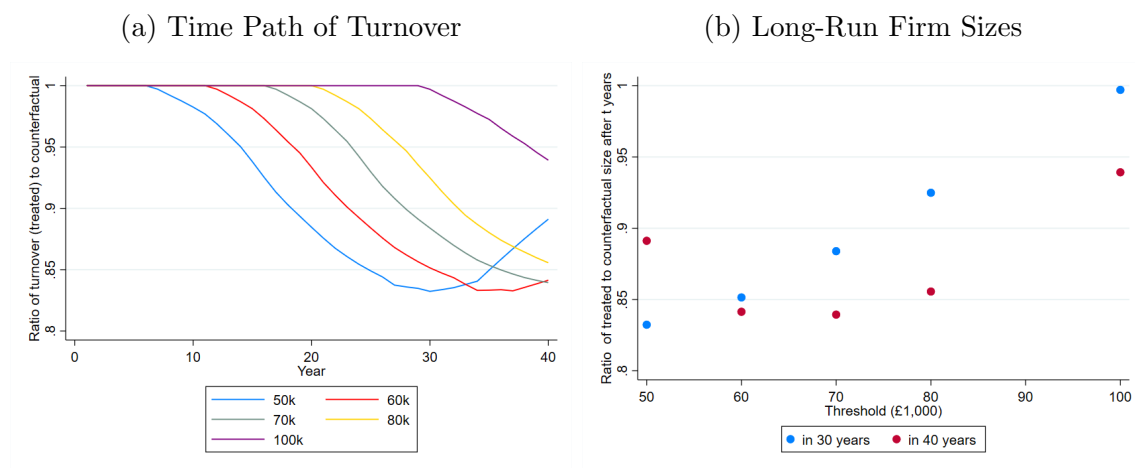 (a) Time Path of Turnover
Ratio of turnover (treated) to counterfactual
1
.95
.9
.85
.8
0 10 20 30 40
Year
50k 60k
70k 80k
100k
(b) Long-Run Firm Sizes
Ratio of treated to counterfactual size after t years
1
.95
.9
.85
.8
50 60 70 80 90 100
Threshold (£1,000)
in 30 years in 40 years